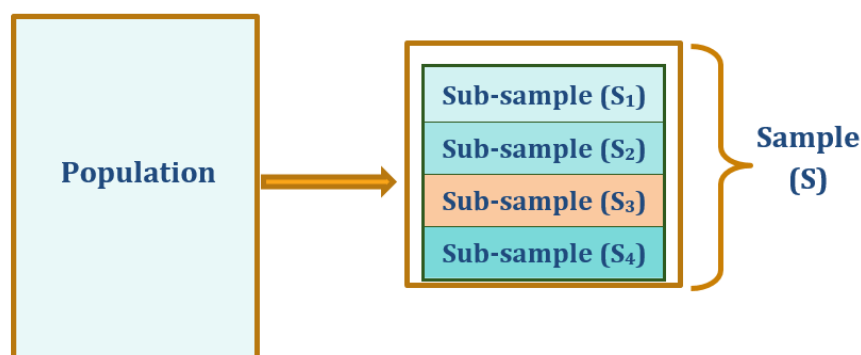 Population
Sub-sample (S₁)
Sub-sample (S₂)
Sub-sample (S₃)
Sub-sample (S₄)
Sample
(S)